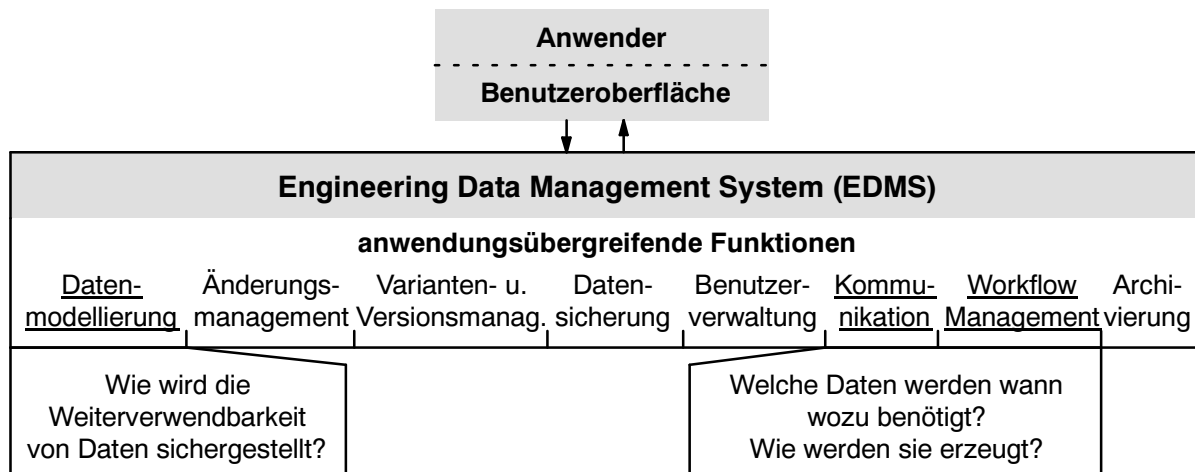 Anwender
Benutzeroberfläche
Engineering Data Management System (EDMS)
anwendungsübergreifende Funktionen
Daten- Änderungs- Varianten- u. Daten- Benutzer- Kommu- Workflow Archi-
modellierung management Versionsmanag. sicherung verwaltung nikation Management vierung
Wie wird die
Weiterverwendbarkeit
von Daten sichergestellt?
Welche Daten werden wann
wozu benötigt?
Wie werden sie erzeugt?